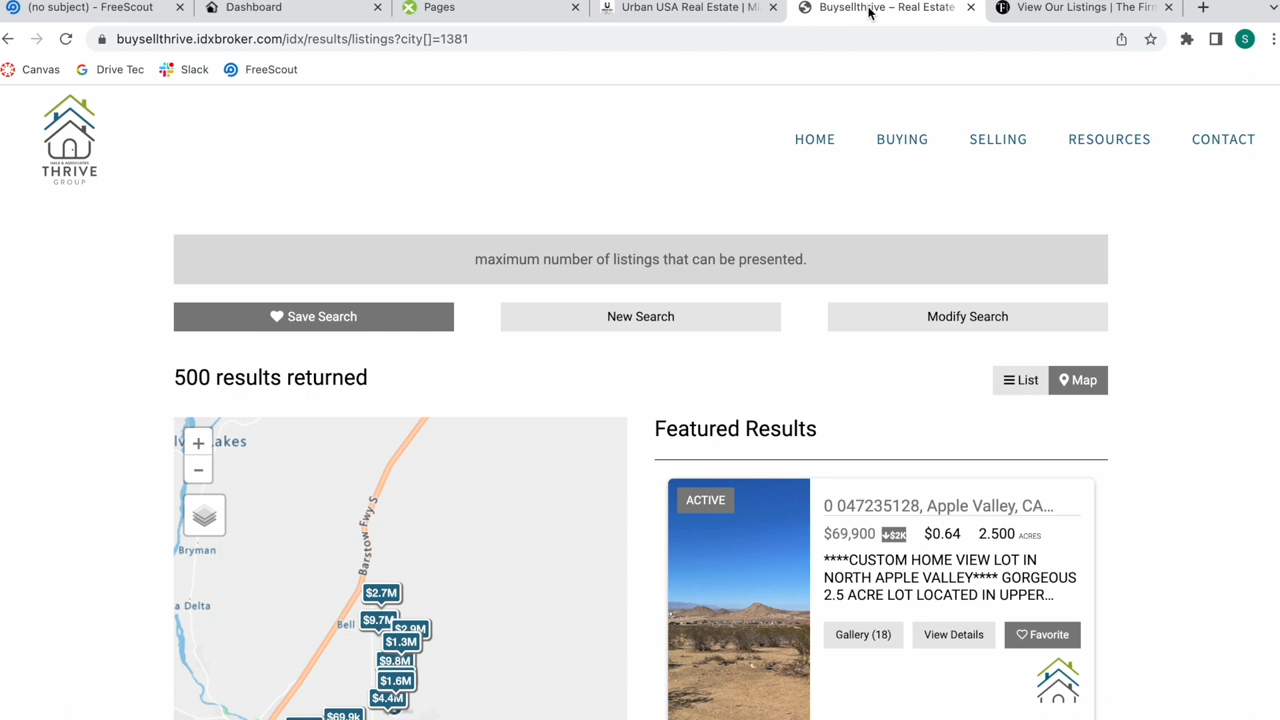 (no subject) - FreeScout
Dashboard
Pages
Urban USA Real Estate | Mi
Buysellthrive – Real Estate
View Our Listings | The Firm
buysellthrive.idxbroker.com/idx/results/listings?city[]=1381
S
Canvas
Drive Tec
Slack
FreeScout
HALE & ASSOCIATES
THRIVE
GROUP
HOME
BUYING
SELLING
RESOURCES
CONTACT
maximum number of listings that can be presented.
Save Search
New Search
Modify Search
500 results returned
List
Map
Featured Results
akes
Bryman
a Delta
Bell
Barstow Fwy S
$2.7M
$9.7M
$2.9M
$1.3M
$9.8M
$1.6M
$4.4M
$69.9k
ACTIVE
0 047235128, Apple Valley, CA...
$69,900 $2K $0.64 2.500 ACRES
****CUSTOM HOME VIEW LOT IN
NORTH APPLE VALLEY**** GORGEOUS
2.5 ACRE LOT LOCATED IN UPPER...
Gallery (18)
View Details
Favorite